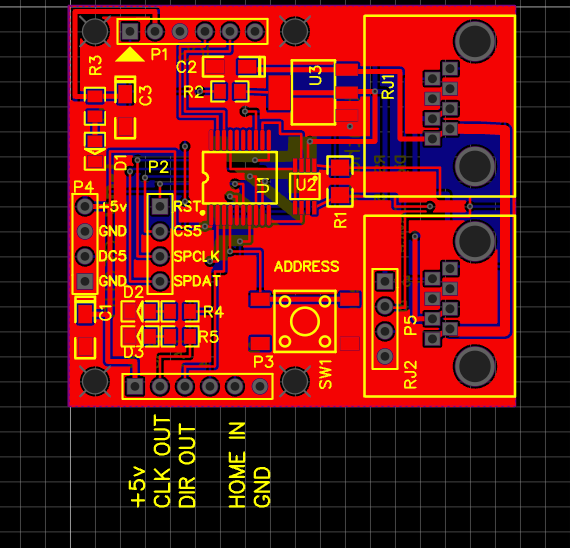 P1
R3
C2
U3
RJ1
C3
R2
D1
P2
U1
U2
R1
P4
+5v
RST
GND
CS5
DC5
SPCLK
GND
SPDAT
ADDRESS
D2
C1
R4
D3
R5
P3
SW1
P5
RJ2
+5v
CLK OUT
DIR OUT
HOME IN
GND